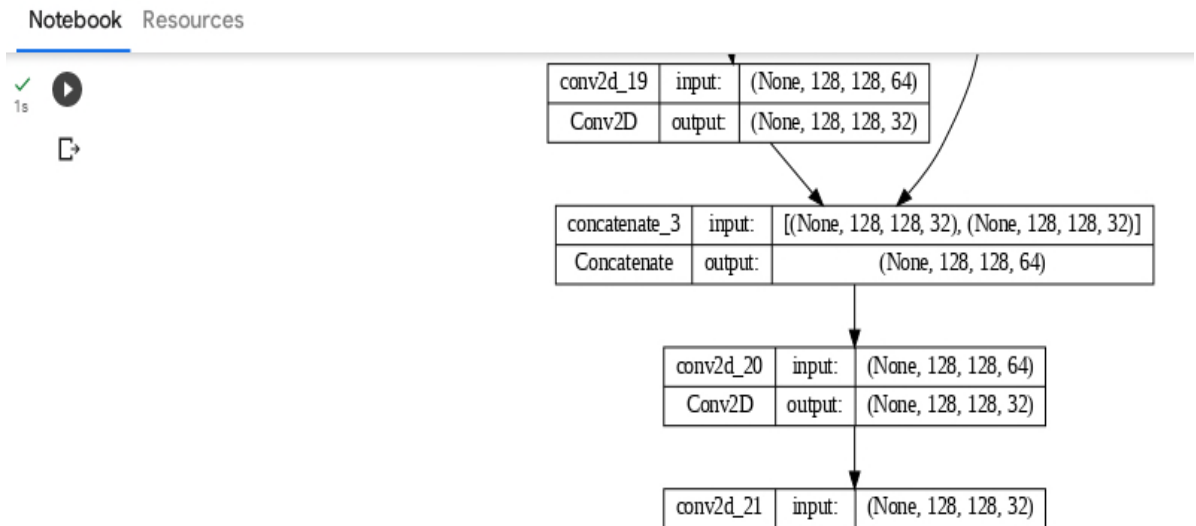 Notebook Resources
1s
conv2d_19 input: (None, 128, 128, 64)
Conv2D output: (None, 128, 128, 32)
concatenate_3 input: [(None, 128, 128, 32), (None, 128, 128, 32)]
Concatenate output: (None, 128, 128, 64)
conv2d_20 input: (None, 128, 128, 64)
Conv2D output: (None, 128, 128, 32)
conv2d_21 input: (None, 128, 128, 32)